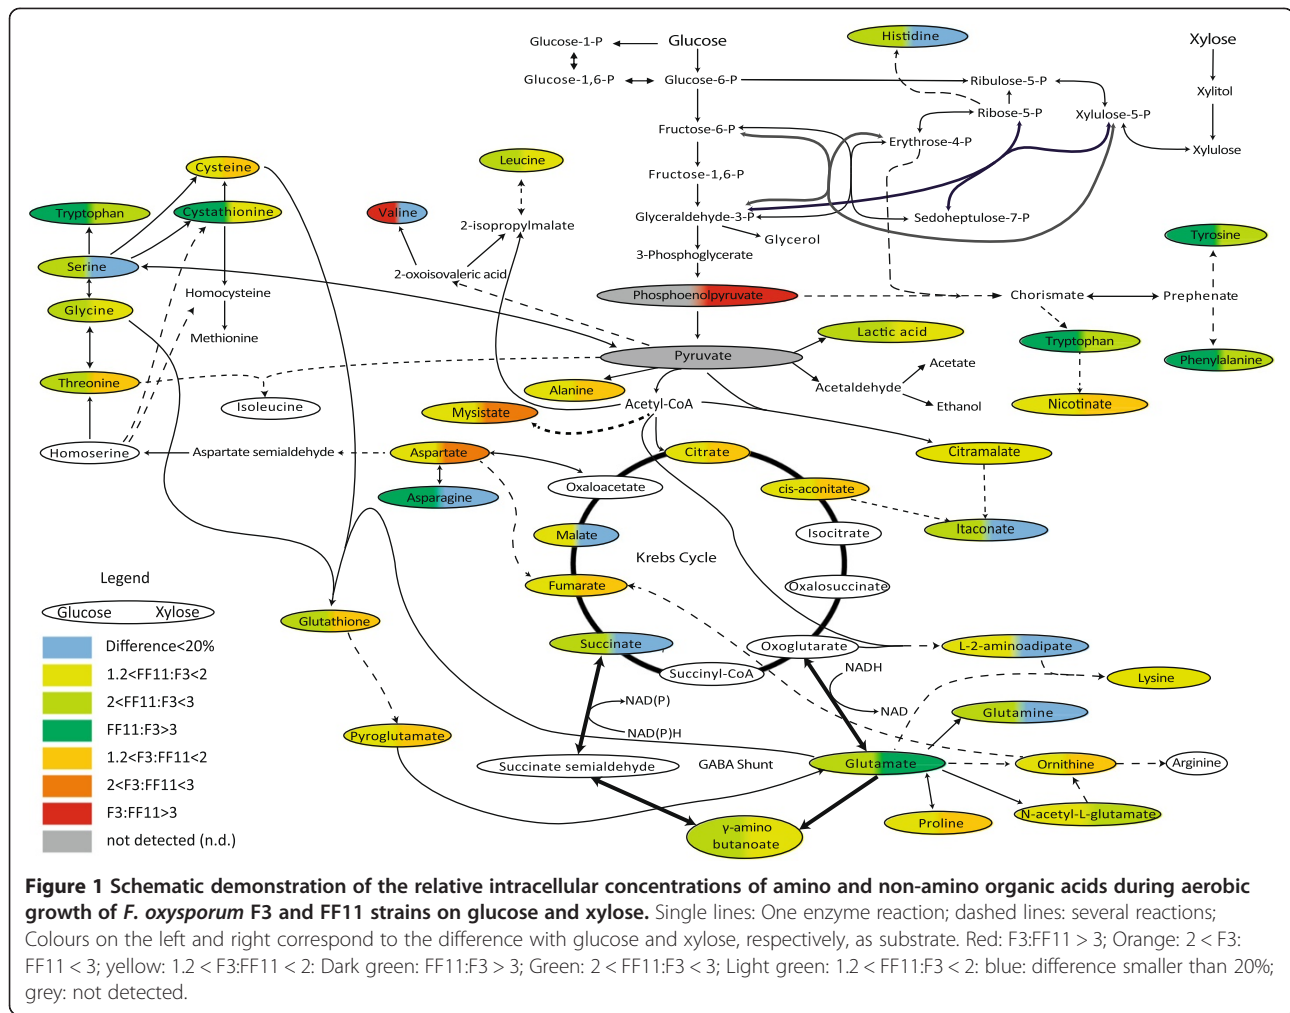 Glucose-1-P
Glucose
Histidine
Xylose
Glucose-1,6-P
Glucose-6-P
Ribulose-5-P
Xylitol
Fructose-6-P
Erythrose-4-P
Ribose-5-P
Xylulose-5-P
Xylulose
Cysteine
Leucine
Fructose-1,6-P
Tryptophan
Cystathionine
Valine
2-isopropylmalate
Glyceraldehyde-3-P
Sedoheptulose-7-P
Glycerol
Tyrosine
3-Phosphoglycerate
Serine
2-oxoisovaleric acid
Homocysteine
Phosphoenolpyruvate
Chorismate
Prephenate
Glycine
Methionine
Lactic acid
Tryptophan
Pyruvate
Phenylalanine
Acetate
Threonine
Alanine
Acetaldehyde
Isoleucine
Mysistate
Acetyl-CoA
Ethanol
Nicotinate
Homoserine
Aspartate semialdehyde
Aspartate
Citrate
Citramalate
Asparagine
Oxaloacetate
cis-aconitate
Malate
Isocitrate
Itaconate
Krebs Cycle
Fumarate
Oxalosuccinate
Legend
Glucose
Xylose
Glutathione
Difference<20%
Succinate
Oxoglutarate
L-2-aminoadipate
1.2<FF11:F3<2
Succinyl-CoA
NADH
Lysine
2<FF11:F3<3
NAD(P)
NAD
Glutamine
FF11:F3>3
Pyroglutamate
NAD(P)H
1.2<F3:FF11<2
Succinate semialdehyde
GABA Shunt
Glutamate
Ornithine
Arginine
2<F3:FF11<3
F3:FF11>3
Proline
N-acetyl-L-glutamate
not detected (n.d.)
γ-amino
butanoate
Figure 1 Schematic demonstration of the relative intracellular concentrations of amino and non-amino organic acids during aerobic
growth of F. oxysporum F3 and FF11 strains on glucose and xylose. Single lines: One enzyme reaction; dashed lines: several reactions;
Colours on the left and right correspond to the difference with glucose and xylose, respectively, as substrate. Red: F3:FF11 > 3; Orange: 2 < F3:
FF11 < 3; yellow: 1.2 < F3:FF11 < 2: Dark green: FF11:F3 > 3; Green: 2 < FF11:F3 < 3; Light green: 1.2 < FF11:F3 < 2: blue: difference smaller than 20%;
grey: not detected.